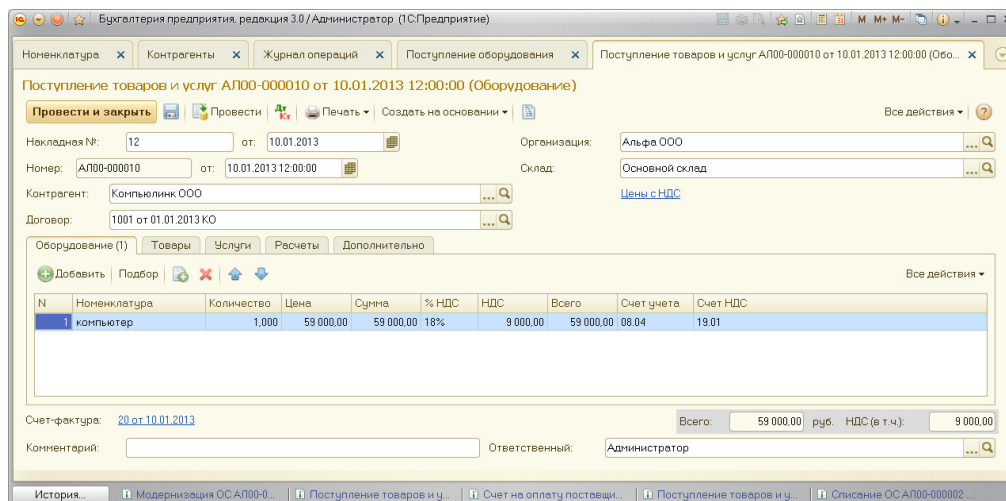 Бухгалтерия предприятия, редакция 3.0 / Администратор (1С:Предприятие) M M+ M-
Номенклатура Контрагенты Журнал операций Поступление оборудования Поступление товаров и услуг АЛ00-000010 от 10.01.2013 12:00:00 (Обо...
Поступление товаров и услуг АЛ00-000010 от 10.01.2013 12:00:00 (Оборудование)
Провести и закрыть Провести Дт Кт Печать Создать на основании Все действия ?
Накладная №: 12 от: 10.01.2013 Организация: Альфа ООО ...
Номер: АЛ00-000010 от: 10.01.2013 12:00:00 Склад: Основной склад ...
Контрагент: Компьюлинк ООО ... Цены с НДС
Договор: 1001 от 01.01.2013 КО ...
Оборудование (1) Товары Услуги Расчеты Дополнительно
Добавить Подбор Все действия
N Номенклатура Количество Цена Сумма % НДС НДС Всего Счет учета Счет НДС
1 компьютер 1,000 59 000,00 59 000,00 18% 9 000,00 59 000,00 08.04 19.01
Счет-фактура: 20 от 10.01.2013 Всего: 59 000,00 руб. НДС (в т.ч.): 9 000,00
Комментарий: Ответственный: Администратор ...
История... Модернизация ОС АЛ00-0... Поступление товаров и у... Счет на оплату поставщи... Поступление товаров и у... Списание ОС АЛ00-000002 ...